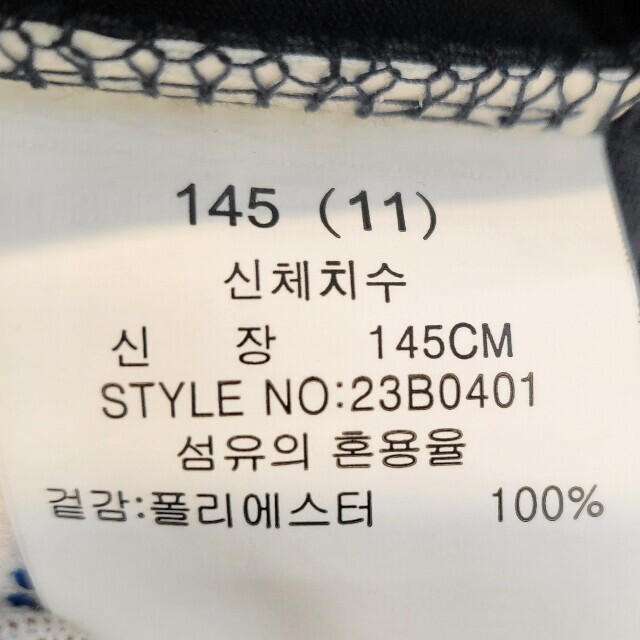 145 (11)
신체치수
신 장 145CM
STYLE NO:23B0401
섬유의 혼용율
겉감:폴리에스터 100%